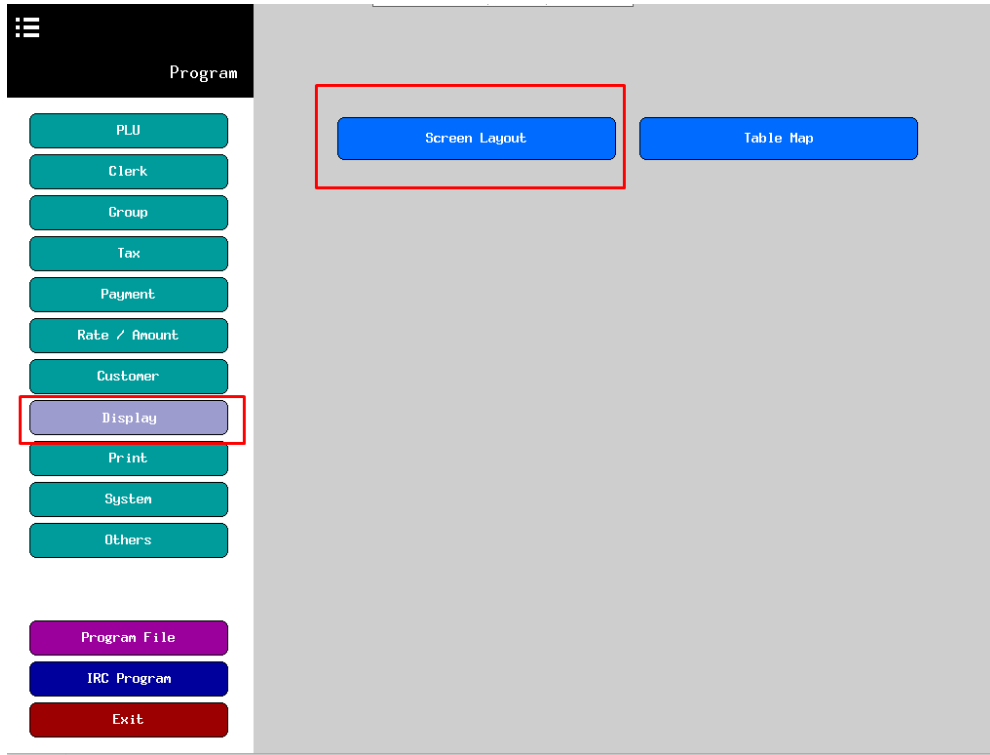 Program
PLU
Clerk
Group
Tax
Payment
Rate / Amount
Customer
Display
Print
System
Others
Program File
IRC Program
Exit
Screen Layout
Table Map